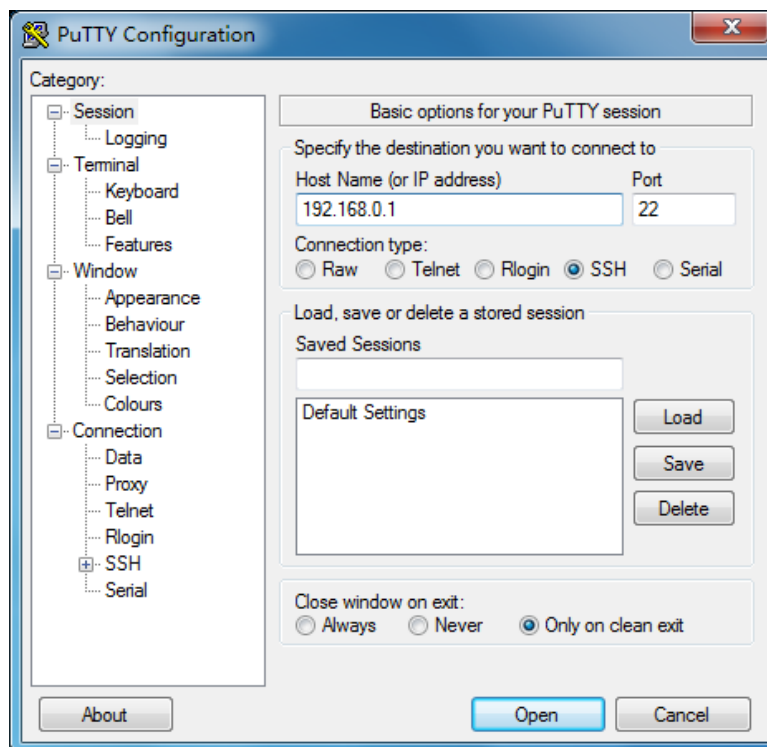 PuTTY Configuration
Category:
Session
Logging
Terminal
Keyboard
Bell
Features
Window
Appearance
Behaviour
Translation
Selection
Colours
Connection
Data
Proxy
Telnet
Rlogin
SSH
Serial
Basic options for your PuTTY session
Specify the destination you want to connect to
Host Name (or IP address) Port
192.168.0.1 22
Connection type:
Raw Telnet Rlogin SSH Serial
Load, save or delete a stored session
Saved Sessions
Default Settings
Load
Save
Delete
Close window on exit:
Always Never Only on clean exit
About Open Cancel